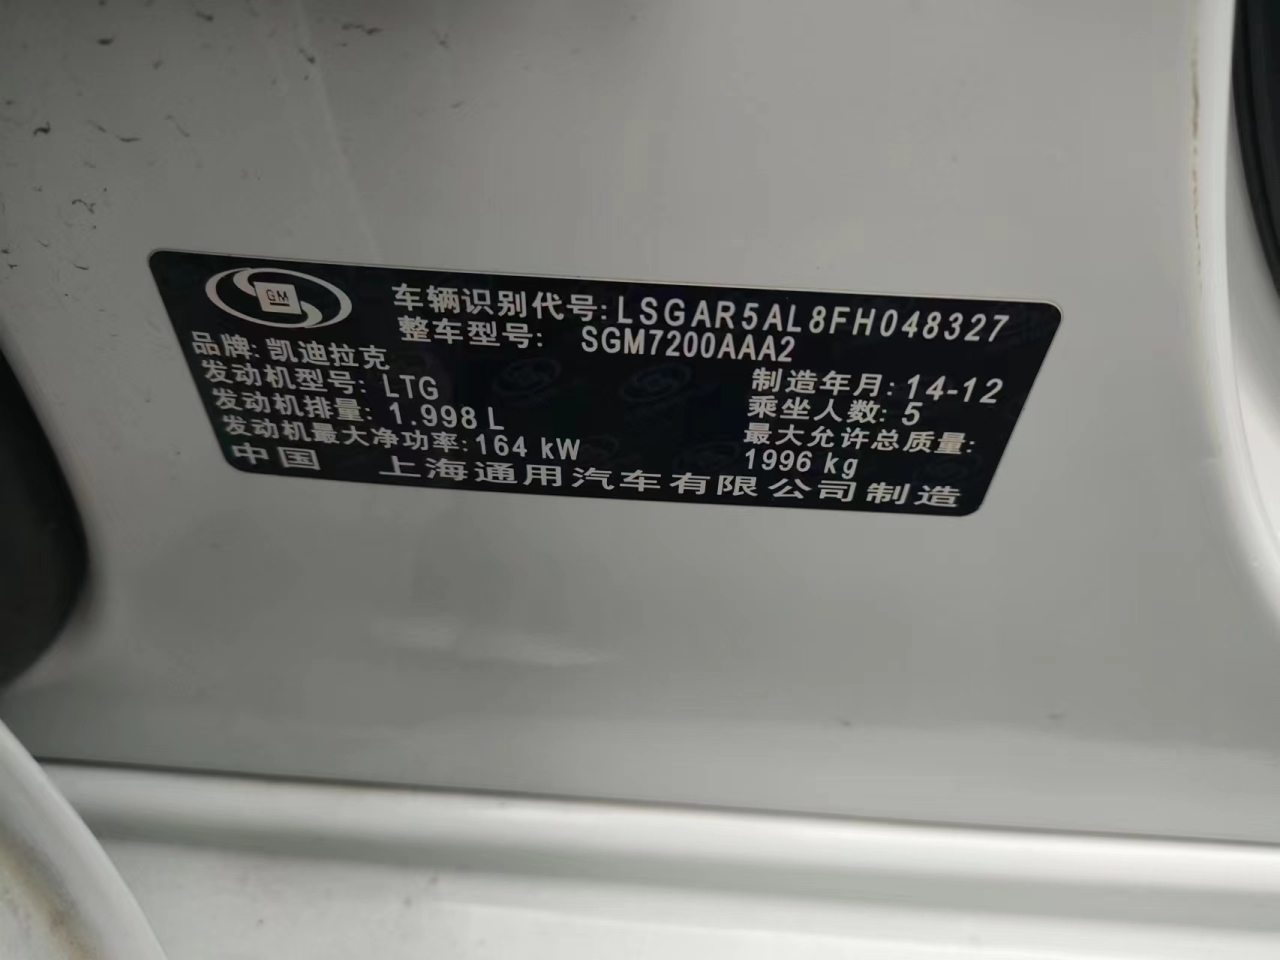 GM
车辆识别代号:LSGAR5AL8FH048327
整车型号: SGM7200AAA2
品牌: 凯迪拉克
发动机型号: LTG
制造年月: 14-12
发动机排量: 1.998 L
乘坐人数: 5
发动机最大净功率: 164 kW
最大允许总质量:
1996 kg
中国 上海通用汽车有限公司制造